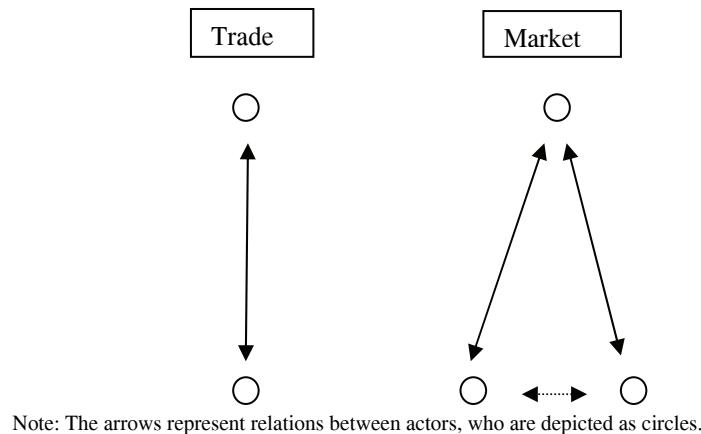 Trade
Market
Note: The arrows represent relations between actors, who are depicted as circles.